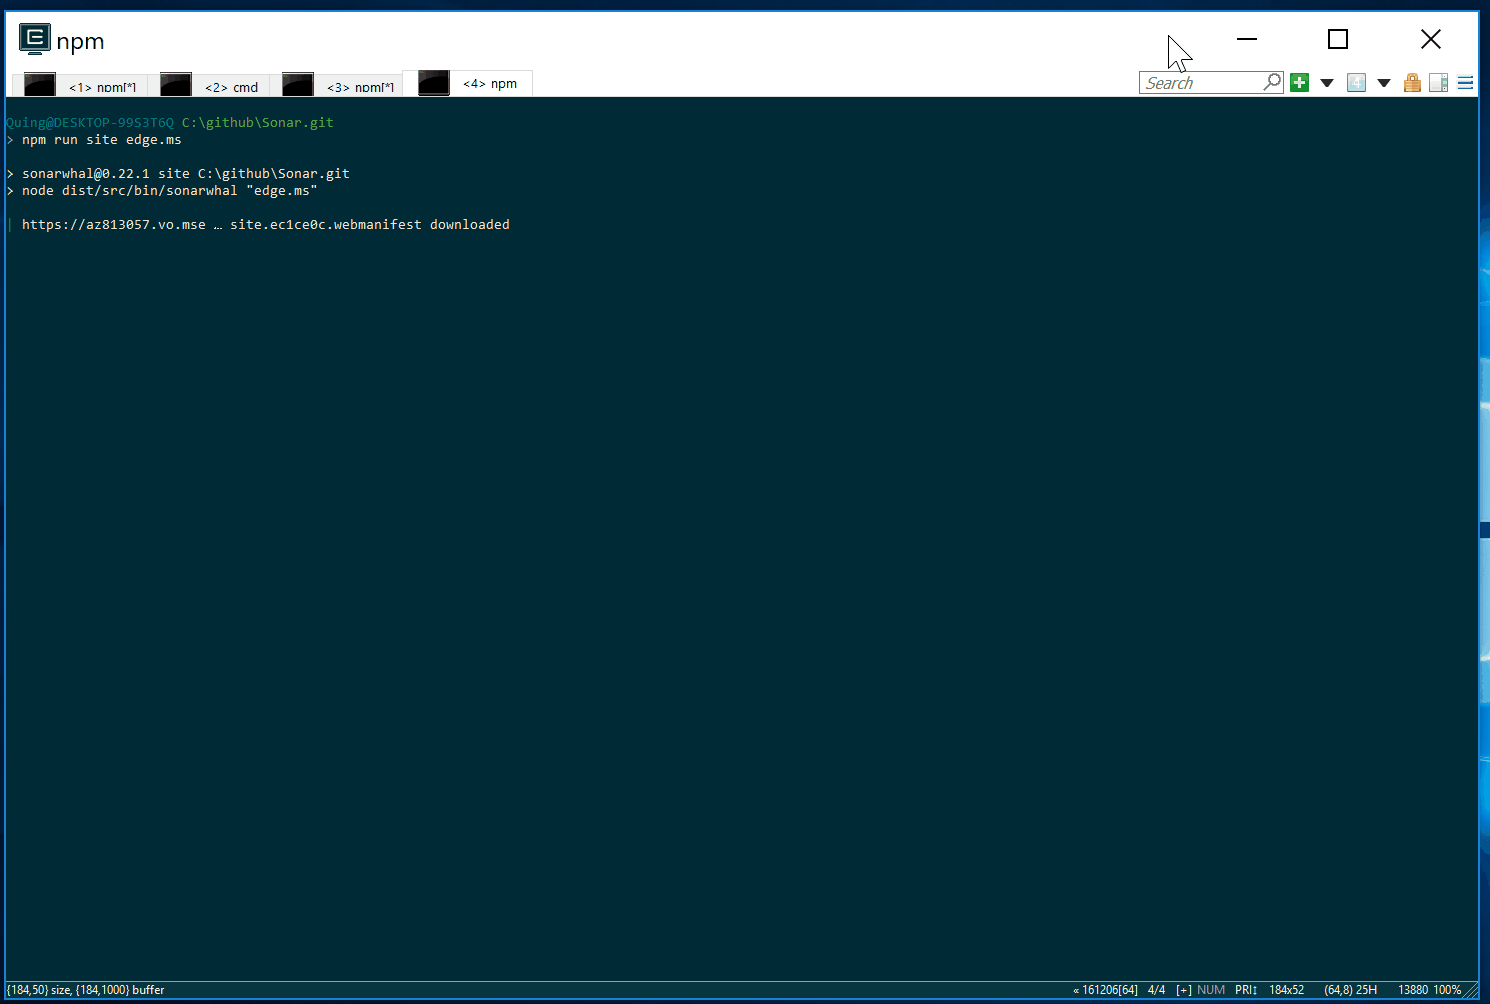 npm
<1> npm[*] <2> cmd <3> npm[*] <4> npm Search
Quing@DESKTOP-99S3T6Q C:\github\Sonar.git
> npm run site edge.ms
> sonarwhal@0.22.1 site C:\github\Sonar.git
> node dist/src/bin/sonarwhal "edge.ms"
| https://az813057.vo.mse … site.ec1ce0c.webmanifest downloaded
{184,50} size, {184,1000} buffer « 161206[64] 4/4 [+] NUM PRI↕ 184x52 (64,8) 25H 13880 100%